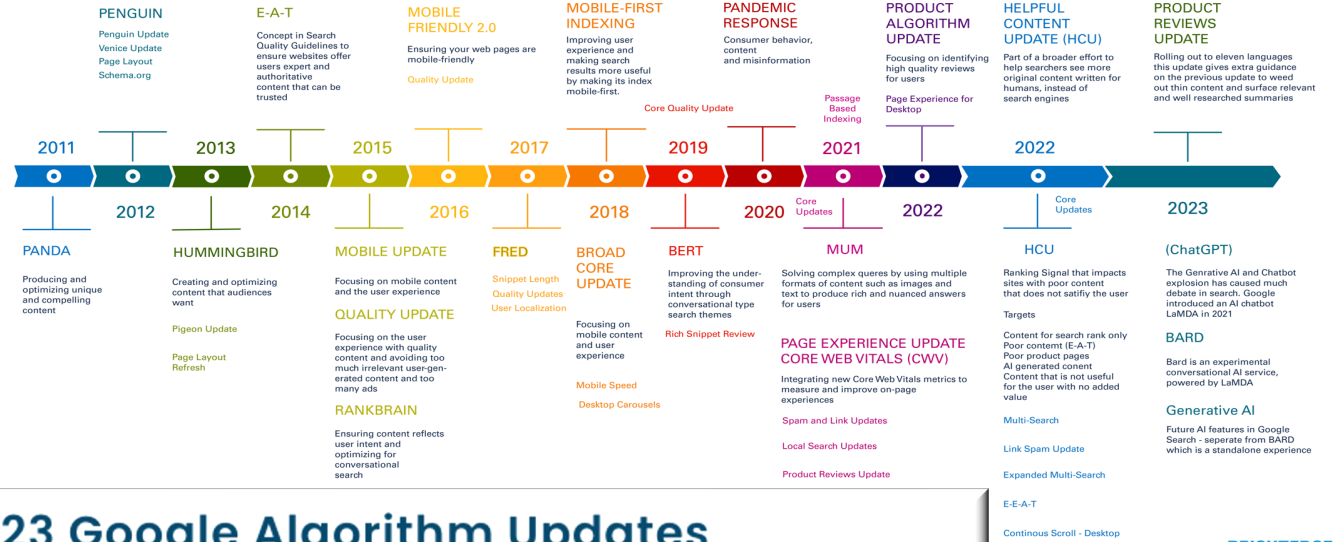 PENGUIN
Penguin Update
Venice Update
Page Layout
Schema.org
E-A-T
Concept in Search
Quality Guidelines to
ensure websites offer
users expert and
authoritative
content that can be
trusted
MOBILE
FRIENDLY 2.0
Ensuring your web pages are
mobile-friendly
Quality Update
MOBILE-FIRST
INDEXING
Improving user
experience and
making search
results more useful
by making its index
mobile-first.
Core Quality Update
PANDEMIC
RESPONSE
Consumer behavior,
content
and misinformation
Passage
Based
Indexing
PRODUCT
ALGORITHM
UPDATE
Focusing on identifying
high quality reviews
for users
Page Experience for
Desktop
HELPFUL
CONTENT
UPDATE (HCU)
Part of a broader effort to
help searchers see more
original content written for
humans, instead of
search engines
PRODUCT
REVIEWS
UPDATE
Rolling out to eleven languages
this update gives extra guidance
on the previous update to weed
out thin content and surface relevant
and well researched summaries
2011
2013
2015
2017
2019
2021
2022
2012
2014
2016
2018
2020
Core
Updates
2022
Core
Updates
2023
PANDA
Producing and
optimizing unique
and compelling
content
HUMMINGBIRD
Creating and optimizing
content that audiences
want
Pigeon Update
Page Layout
Refresh
MOBILE UPDATE
Focusing on mobile content
and the user experience
QUALITY UPDATE
Focusing on the user
experience with quality
content and avoiding too
much irrelevant user-gen-
erated content and too
many ads
RANKBRAIN
Ensuring content reflects
user intent and
optimizing for
conversational
search
FRED
Snippet Length
Quality Updates
User Localization
BROAD
CORE
UPDATE
Focusing on
mobile content
and user
experience
Mobile Speed
Desktop Carousels
BERT
Improving the under-
standing of consumer
intent through
conversational type
search themes
Rich Snippet Review
MUM
Solving complex queres by using multiple
formats of content such as images and
text to produce rich and nuanced answers
for users
PAGE EXPERIENCE UPDATE
CORE WEB VITALS (CWV)
Integrating new Core Web Vitals metrics to
measure and improve on-page
experiences
Spam and Link Updates
Local Search Updates
Product Reviews Update
HCU
Ranking Signal that impacts
sites with poor content
that does not satifiy the user
Targets
Content for search rank only
Poor contemt (E-A-T)
Poor product pages
AI generated conent
Content that is not useful
for the user with no added
value
Multi-Search
Link Spam Update
Expanded Multi-Search
E-E-A-T
Continous Scroll - Desktop
(ChatGPT)
The Genrative AI and Chatbot
explosion has caused much
debate in search. Google
introduced an AI chatbot
LaMDA in 2021
BARD
Bard is an experimental
conversational AI service,
powered by LaMDA
Generative AI
Future AI features in Google
Search - seperate from BARD
which is a standalone experience
23 Google Algorithm Updates